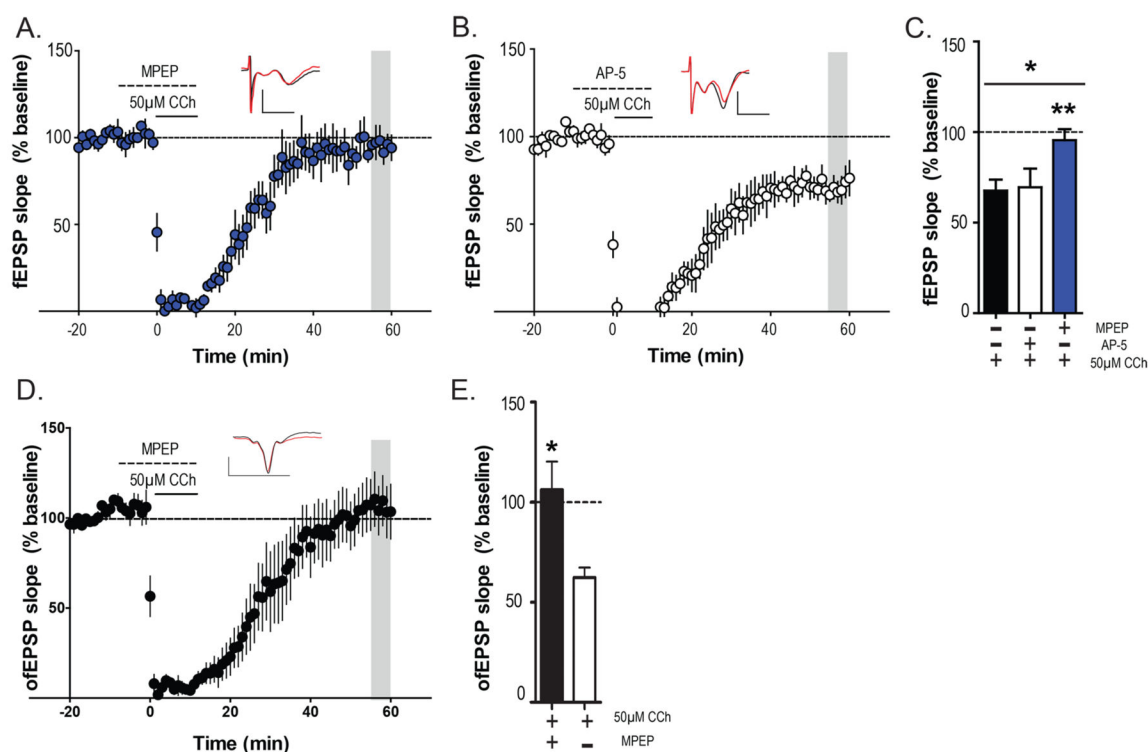 A.
150
100
50
fEPSP slope (% baseline)
MPEP
50µM CCh
-20 0 20 40 60
Time (min)
B.
150
100
50
fEPSP slope (% baseline)
AP-5
50µM CCh
-20 0 20 40 60
Time (min)
C.
150
100
50
0
fEPSP slope (% baseline)
*
**
− − + MPEP
− + − AP-5
+ + + 50µM CCh
D.
150
100
50
ofEPSP slope (% baseline)
MPEP
50µM CCh
-20 0 20 40 60
Time (min)
E.
150
100
50
0
ofEPSP slope (% baseline)
*
+ + 50µM CCh
+ − MPEP